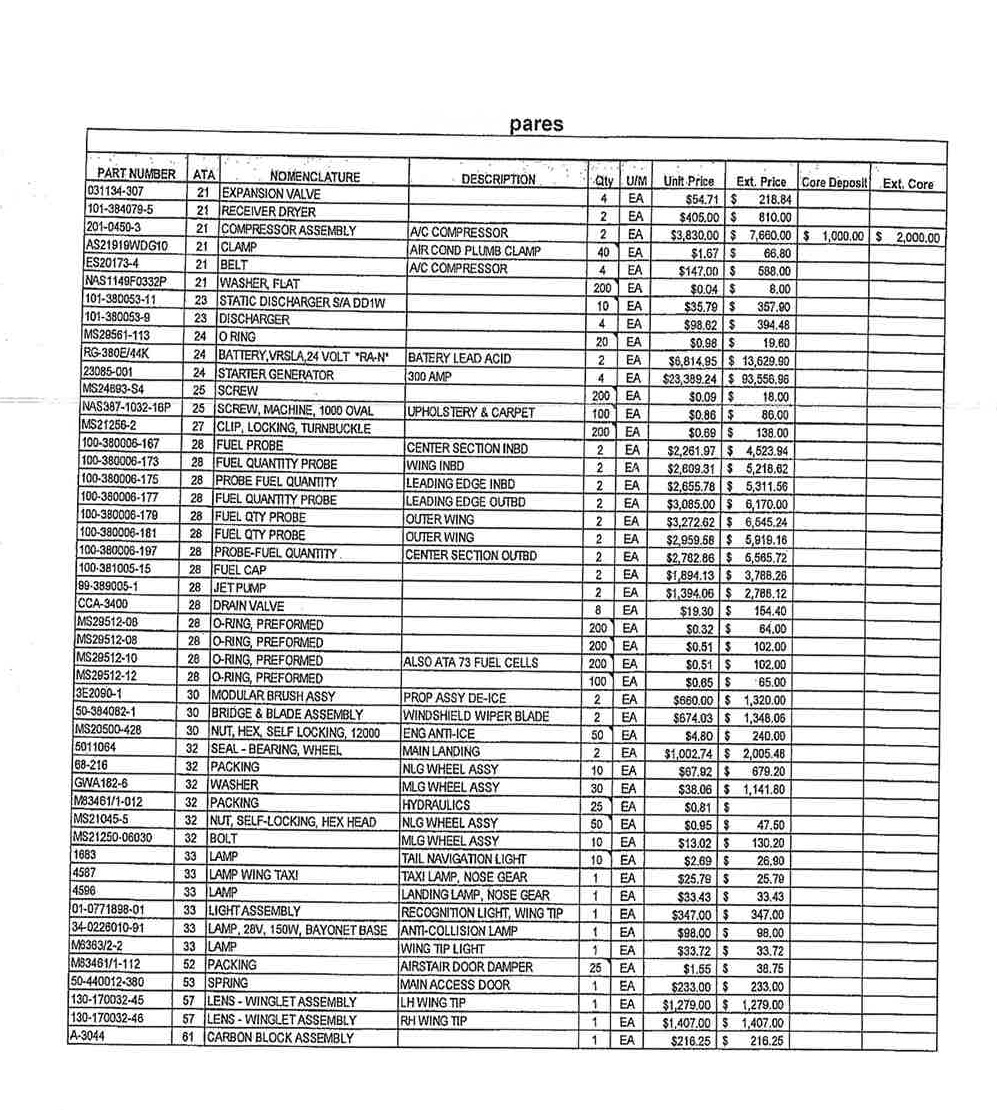 pares
PART NUMBER ATA NOMENCLATURE DESCRIPTION Qty U/M Unit Price Ext. Price Core Deposit Ext. Core
031134-307 21 EXPANSION VALVE 4 EA $54.71 $ 218.84
101-384079-5 21 RECEIVER DRYER 2 EA $405.00 $ 810.00
201-0450-3 21 COMPRESSOR ASSEMBLY A/C COMPRESSOR 2 EA $3,830.00 $ 7,660.00 $ 1,000.00 $ 2,000.00
AS21919WDG10 21 CLAMP AIR COND PLUMB CLAMP 40 EA $1.67 $ 66.80
ES20173-4 21 BELT A/C COMPRESSOR 4 EA $147.00 $ 588.00
NAS1149F0332P 21 WASHER, FLAT 200 EA $0.04 $ 8.00
101-380053-11 23 STATIC DISCHARGER S/A DD1W 10 EA $35.79 $ 357.90
101-380053-9 23 DISCHARGER 4 EA $98.62 $ 394.48
MS29561-113 24 O RING 20 EA $0.98 $ 19.60
RG-380E/44K 24 BATTERY,VRSLA,24 VOLT *RA-N* BATERY LEAD ACID 2 EA $6,814.95 $ 13,629.90
23085-001 24 STARTER GENERATOR 300 AMP 4 EA $23,389.24 $ 93,556.96
MS24693-S4 25 SCREW 200 EA $0.09 $ 18.00
NAS387-1032-16P 25 SCREW, MACHINE, 1000 OVAL UPHOLSTERY & CARPET 100 EA $0.86 $ 86.00
MS21256-2 27 CLIP, LOCKING, TURNBUCKLE 200 EA $0.69 $ 138.00
100-380006-167 28 FUEL PROBE CENTER SECTION INBD 2 EA $2,261.97 $ 4,523.94
100-380006-173 28 FUEL QUANTITY PROBE WING INBD 2 EA $2,609.31 $ 5,218.62
100-380006-175 28 PROBE FUEL QUANTITY LEADING EDGE INBD 2 EA $2,655.78 $ 5,311.56
100-380006-177 28 FUEL QUANTITY PROBE LEADING EDGE OUTBD 2 EA $3,085.00 $ 6,170.00
100-380006-179 28 FUEL QTY PROBE OUTER WING 2 EA $3,272.62 $ 6,545.24
100-380006-181 28 FUEL QTY PROBE OUTER WING 2 EA $2,959.58 $ 5,919.16
100-380006-197 28 PROBE-FUEL QUANTITY CENTER SECTION OUTBD 2 EA $2,782.86 $ 5,565.72
100-381005-15 28 FUEL CAP 2 EA $1,894.13 $ 3,788.26
99-389005-1 28 JET PUMP 2 EA $1,394.06 $ 2,788.12
CCA-3400 28 DRAIN VALVE 8 EA $19.30 $ 154.40
MS29512-06 28 O-RING, PREFORMED 200 EA $0.32 $ 64.00
MS29512-08 28 O-RING, PREFORMED 200 EA $0.51 $ 102.00
MS29512-10 28 O-RING, PREFORMED ALSO ATA 73 FUEL CELLS 200 EA $0.51 $ 102.00
MS29512-12 28 O-RING, PREFORMED 100 EA $0.65 $ 65.00
3E2090-1 30 MODULAR BRUSH ASSY PROP ASSY DE-ICE 2 EA $660.00 $ 1,320.00
50-384082-1 30 BRIDGE & BLADE ASSEMBLY WINDSHIELD WIPER BLADE 2 EA $674.03 $ 1,348.06
MS20500-428 30 NUT, HEX, SELF LOCKING, 12000 ENG ANTI-ICE 50 EA $4.80 $ 240.00
5011064 32 SEAL - BEARING, WHEEL MAIN LANDING 2 EA $1,002.74 $ 2,005.48
68-216 32 PACKING NLG WHEEL ASSY 10 EA $67.92 $ 679.20
GWA182-6 32 WASHER MLG WHEEL ASSY 30 EA $38.06 $ 1,141.80
M83461/1-012 32 PACKING HYDRAULICS 25 EA $0.81 $
MS21045-5 32 NUT, SELF-LOCKING, HEX HEAD NLG WHEEL ASSY 50 EA $0.95 $ 47.50
MS21250-06030 32 BOLT MLG WHEEL ASSY 10 EA $13.02 $ 130.20
1683 33 LAMP TAIL NAVIGATION LIGHT 10 EA $2.69 $ 26.90
4587 33 LAMP WING TAXI TAXI LAMP, NOSE GEAR 1 EA $25.79 $ 25.79
4596 33 LAMP LANDING LAMP, NOSE GEAR 1 EA $33.43 $ 33.43
01-0771898-01 33 LIGHT ASSEMBLY RECOGNITION LIGHT, WING TIP 1 EA $347.00 $ 347.00
34-0226010-91 33 LAMP, 28V, 150W, BAYONET BASE ANTI-COLLISION LAMP 1 EA $98.00 $ 98.00
M6363/2-2 33 LAMP WING TIP LIGHT 1 EA $33.72 $ 33.72
M83461/1-112 52 PACKING AIRSTAIR DOOR DAMPER 25 EA $1.55 $ 38.75
50-440012-380 53 SPRING MAIN ACCESS DOOR 1 EA $233.00 $ 233.00
130-170032-45 57 LENS - WINGLET ASSEMBLY LH WING TIP 1 EA $1,279.00 $ 1,279.00
130-170032-46 57 LENS - WINGLET ASSEMBLY RH WING TIP 1 EA $1,407.00 $ 1,407.00
A-3044 61 CARBON BLOCK ASSEMBLY 1 EA $216.25 $ 216.25